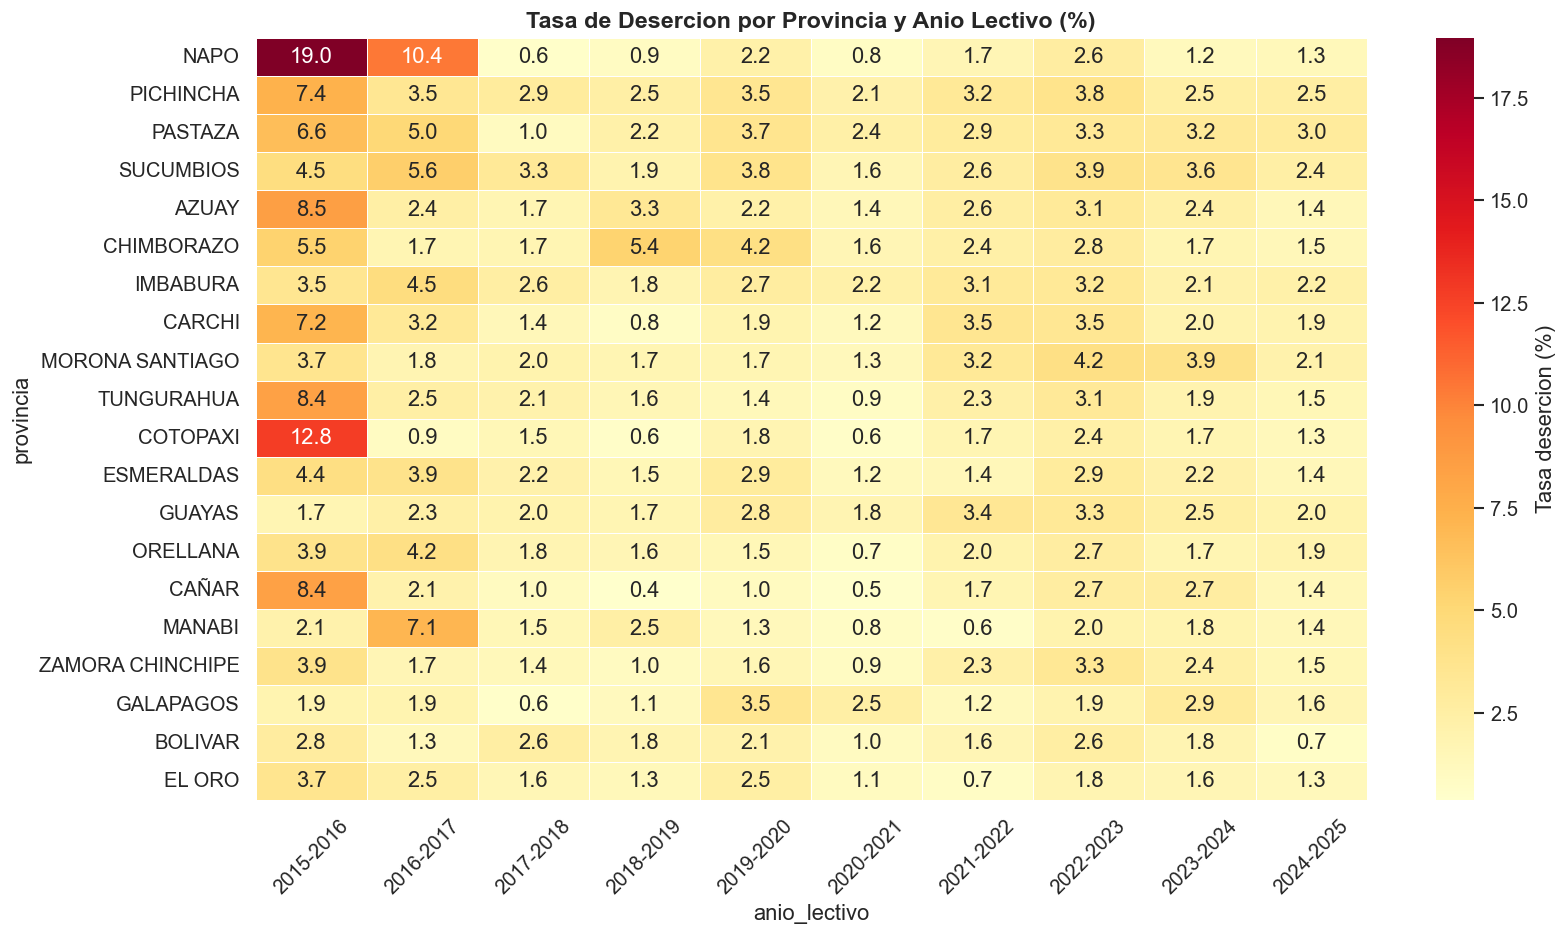 Tasa de Desercion por Provincia y Anio Lectivo (%)
NAPO 19.0 10.4 0.6 0.9 2.2 0.8 1.7 2.6 1.2 1.3
PICHINCHA 7.4 3.5 2.9 2.5 3.5 2.1 3.2 3.8 2.5 2.5
PASTAZA 6.6 5.0 1.0 2.2 3.7 2.4 2.9 3.3 3.2 3.0
SUCUMBIOS 4.5 5.6 3.3 1.9 3.8 1.6 2.6 3.9 3.6 2.4
AZUAY 8.5 2.4 1.7 3.3 2.2 1.4 2.6 3.1 2.4 1.4
CHIMBORAZO 5.5 1.7 1.7 5.4 4.2 1.6 2.4 2.8 1.7 1.5
IMBABURA 3.5 4.5 2.6 1.8 2.7 2.2 3.1 3.2 2.1 2.2
CARCHI 7.2 3.2 1.4 0.8 1.9 1.2 3.5 3.5 2.0 1.9
MORONA SANTIAGO 3.7 1.8 2.0 1.7 1.7 1.3 3.2 4.2 3.9 2.1
TUNGURAHUA 8.4 2.5 2.1 1.6 1.4 0.9 2.3 3.1 1.9 1.5
COTOPAXI 12.8 0.9 1.5 0.6 1.8 0.6 1.7 2.4 1.7 1.3
ESMERALDAS 4.4 3.9 2.2 1.5 2.9 1.2 1.4 2.9 2.2 1.4
GUAYAS 1.7 2.3 2.0 1.7 2.8 1.8 3.4 3.3 2.5 2.0
ORELLANA 3.9 4.2 1.8 1.6 1.5 0.7 2.0 2.7 1.7 1.9
CAÑAR 8.4 2.1 1.0 0.4 1.0 0.5 1.7 2.7 2.7 1.4
MANABI 2.1 7.1 1.5 2.5 1.3 0.8 0.6 2.0 1.8 1.4
ZAMORA CHINCHIPE 3.9 1.7 1.4 1.0 1.6 0.9 2.3 3.3 2.4 1.5
GALAPAGOS 1.9 1.9 0.6 1.1 3.5 2.5 1.2 1.9 2.9 1.6
BOLIVAR 2.8 1.3 2.6 1.8 2.1 1.0 1.6 2.6 1.8 0.7
EL ORO 3.7 2.5 1.6 1.3 2.5 1.1 0.7 1.8 1.6 1.3
provincia
2015-2016 2016-2017 2017-2018 2018-2019 2019-2020 2020-2021 2021-2022 2022-2023 2023-2024 2024-2025
anio_lectivo
17.5
15.0
12.5
10.0
7.5
5.0
2.5
Tasa desercion (%)